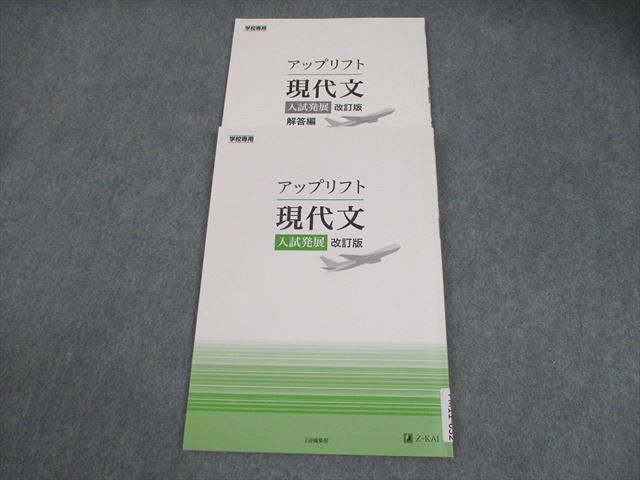 学校専用
アップリフト
現代文
入試発展 改訂版
解答編
学校専用
アップリフト
現代文
入試発展 改訂版
Z会編集部
Z-KAI